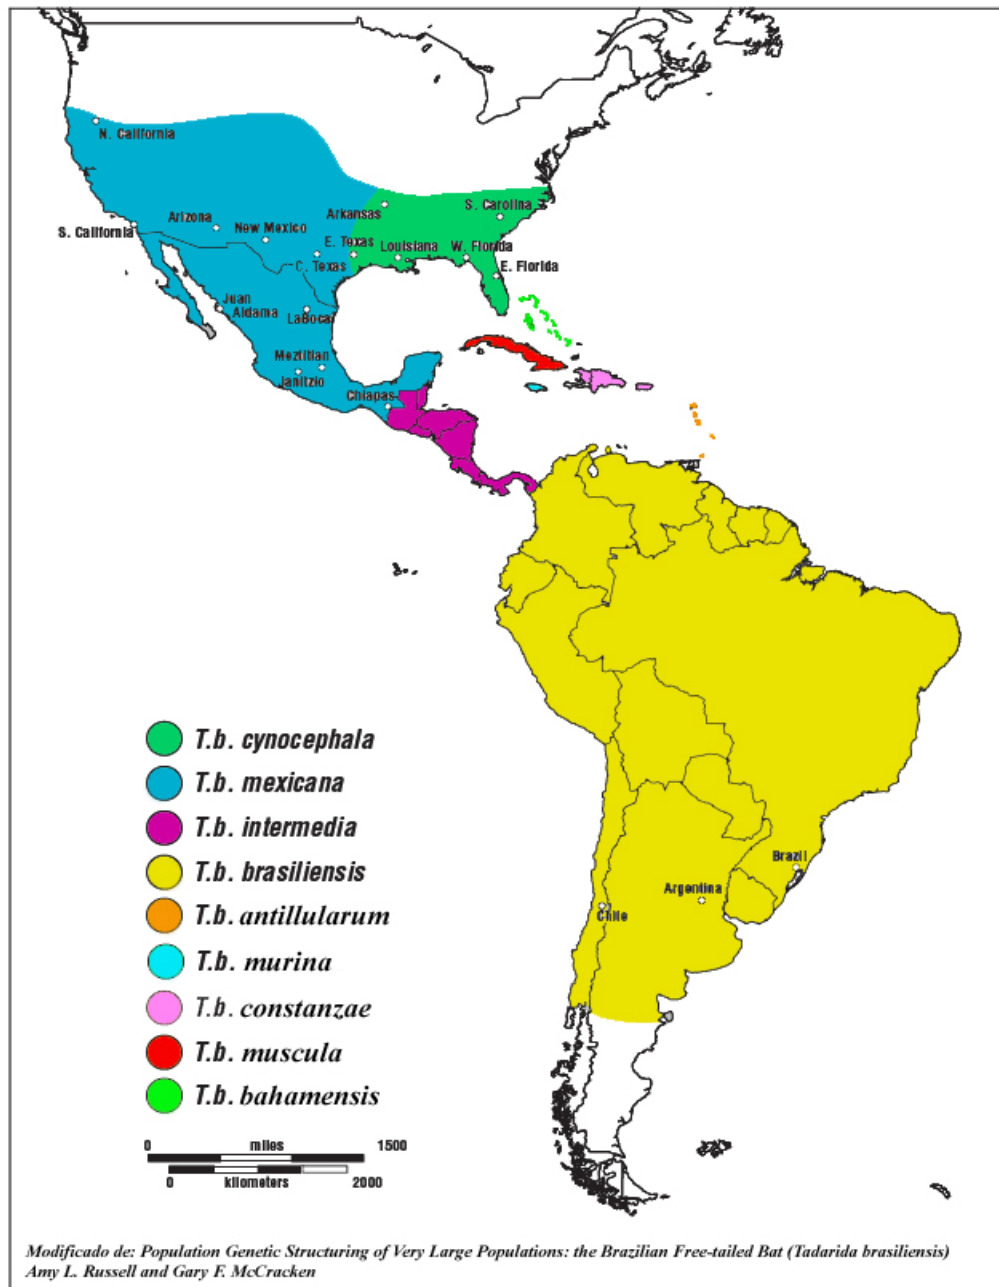 N. California
Arkansas
S. Carolina
Arizona
New Mexico
S. California
E. Texas
Louisiana
W. Florida
C. Texas
E. Florida
Juan
Aldama
LaBoca
Meztitlan
Janitzio
Chiapas
T.b. cynocephala
T.b. mexicana
T.b. intermedia
T.b. brasiliensis
T.b. antillularum
T.b. murina
T.b. constanzae
T.b. muscula
T.b. bahamensis
Brazil
Argentina
Chile
0 miles 1500
0 kilometers 2000
Modificado de: Population Genetic Structuring of Very Large Populations: the Brazilian Free-tailed Bat (Tadarida brasiliensis)
Amy L. Russell and Gary F. McCracken